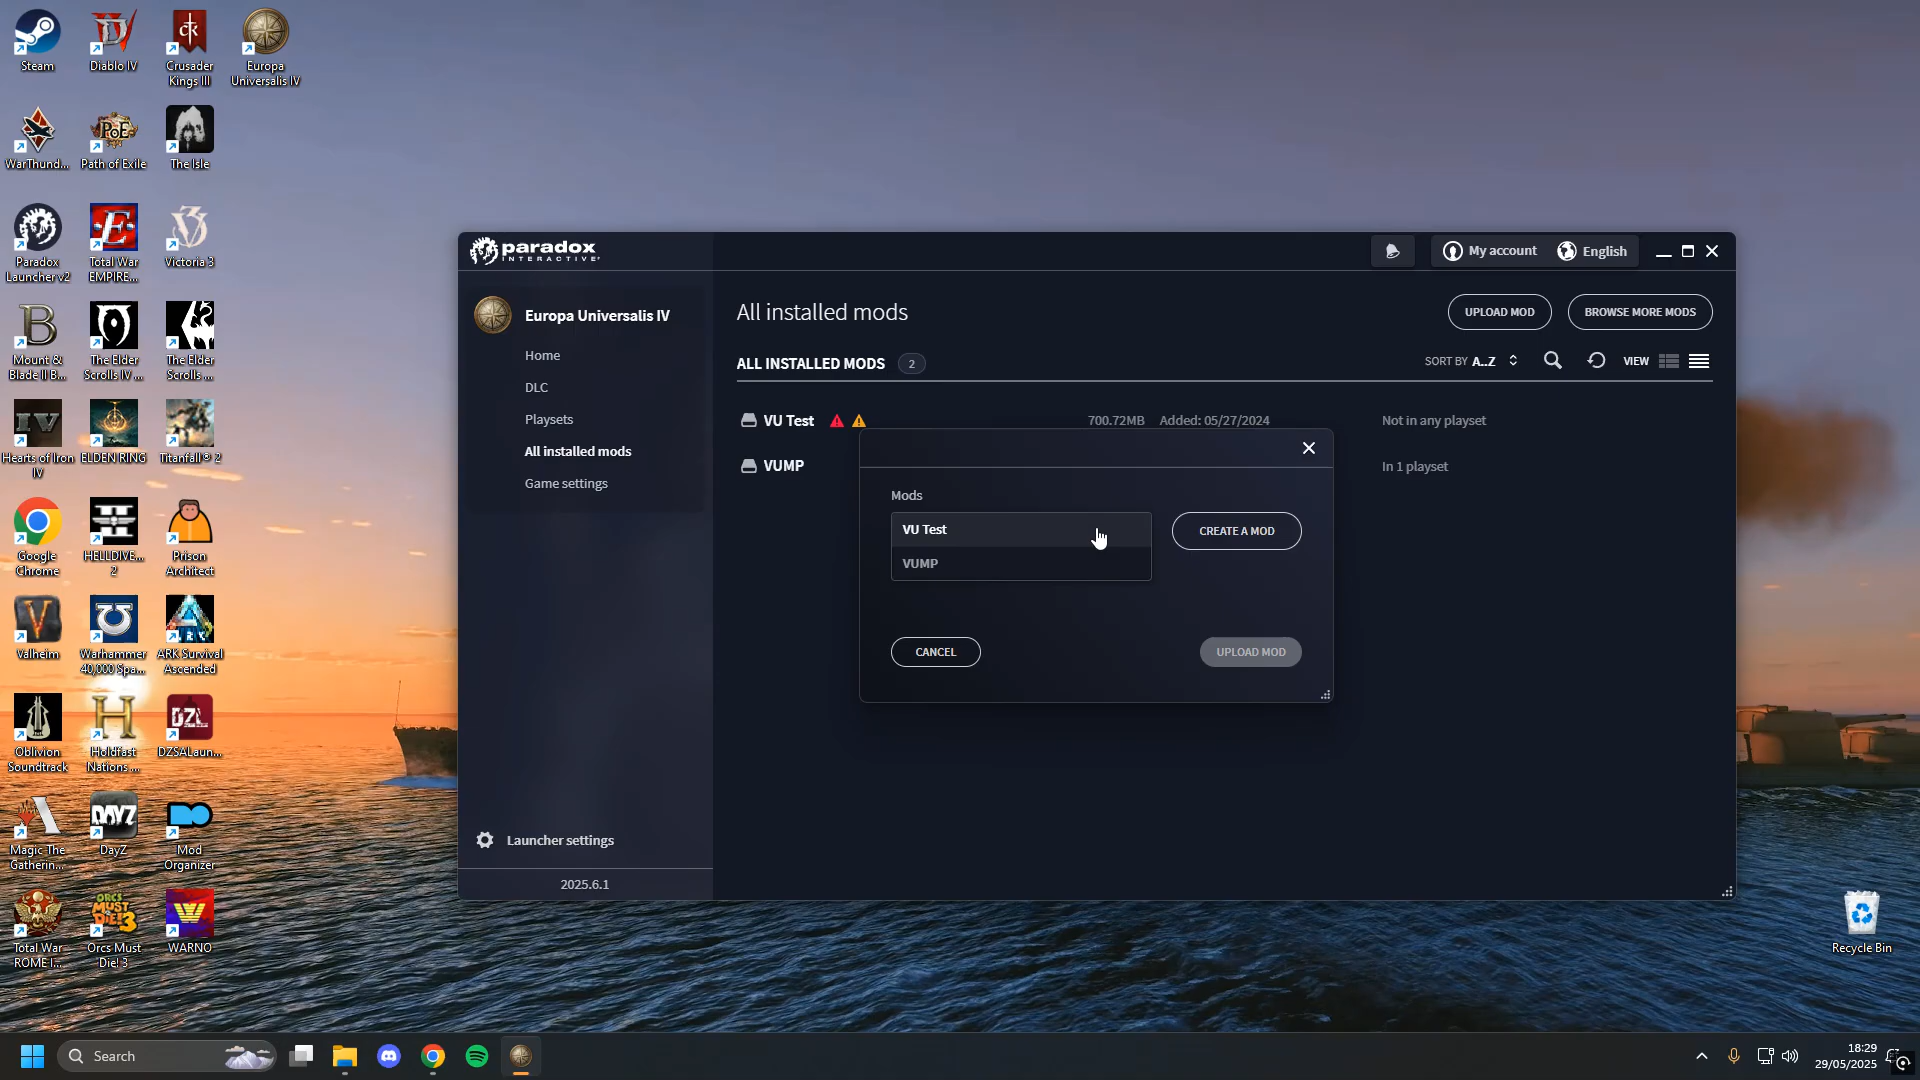 Steam
Diablo IV
Crusader
Kings III
Europa
Universalis IV
WarThund...
Path of Exile
The Isle
Paradox
Launcher v2
Total War
EMPIRE...
Victoria 3
Mount &
Blade II B...
The Elder
Scrolls IV ...
The Elder
Scrolls ...
Hearts of Iron
IV
ELDEN RING
Titanfall® 2
Google
Chrome
HELLDIVE...
2
Prison
Architect
Valheim
Warhammer
40,000 Spa...
ARK Survival
Ascended
Oblivion
Soundtrack
Holdfast
Nations ...
DZSALaun...
Magic The
Gatherin...
DayZ
Mod
Organizer
Total War
ROME I...
Orcs Must
Die! 3
WARNO
Recycle Bin
paradox
INTERACTIVE
My account
English
Europa Universalis IV
Home
DLC
Playsets
All installed mods
Game settings
Launcher settings
2025.6.1
All installed mods
UPLOAD MOD
BROWSE MORE MODS
ALL INSTALLED MODS 2
SORT BY A..Z
VIEW
VU Test 700.72MB Added: 05/27/2024 Not in any playset
VUMP In 1 playset
Mods
VU Test
VUMP
CREATE A MOD
CANCEL
UPLOAD MOD
Search
18:29
29/05/2025